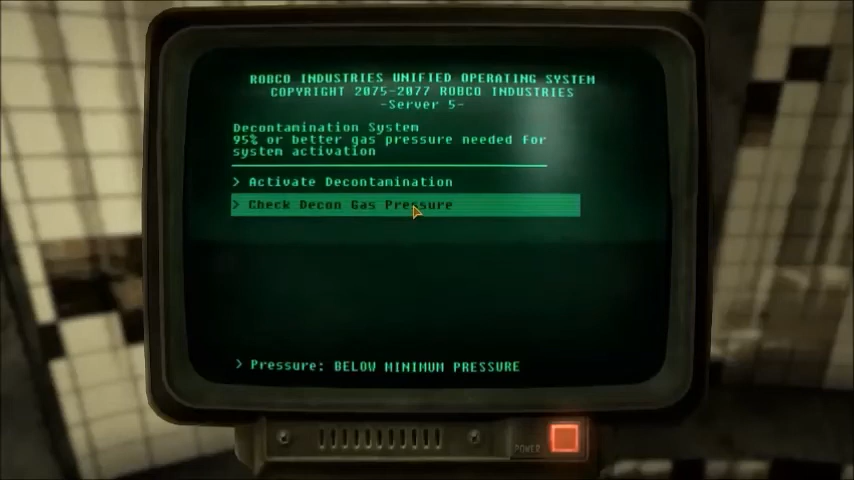 ROBCO INDUSTRIES UNIFIED OPERATING SYSTEM
COPYRIGHT 2075-2077 ROBCO INDUSTRIES
-Server 5-
Decontamination System
95% or better gas pressure needed for
system activation
> Activate Decontamination
> Check Decon Gas Pressure
> Pressure: BELOW MINIMUM PRESSURE
POWER